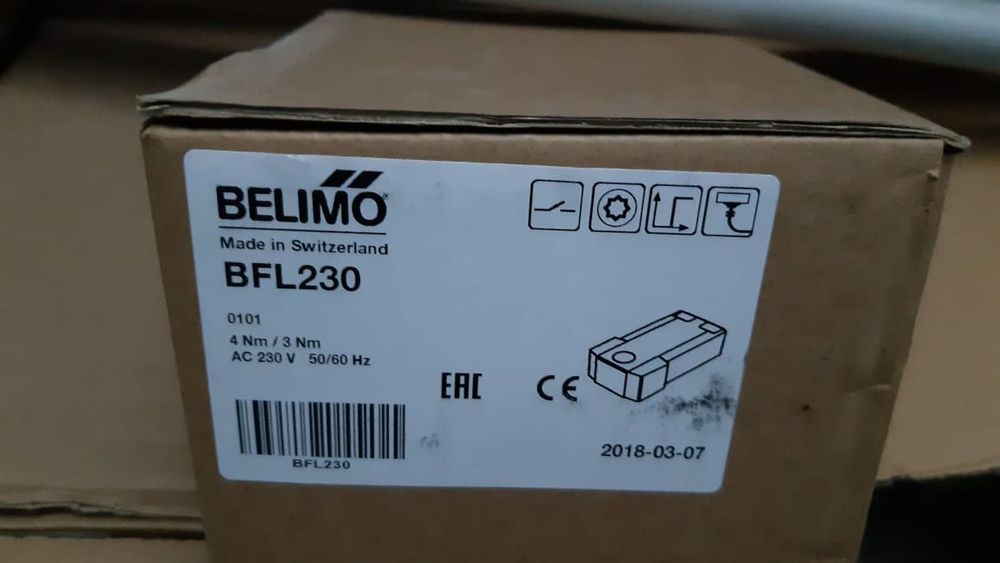 BELIMO
Made in Switzerland
BFL230
0101
4 Nm / 3 Nm
AC 230 V 50/60 Hz
EAC CE
BFL230
2018-03-07